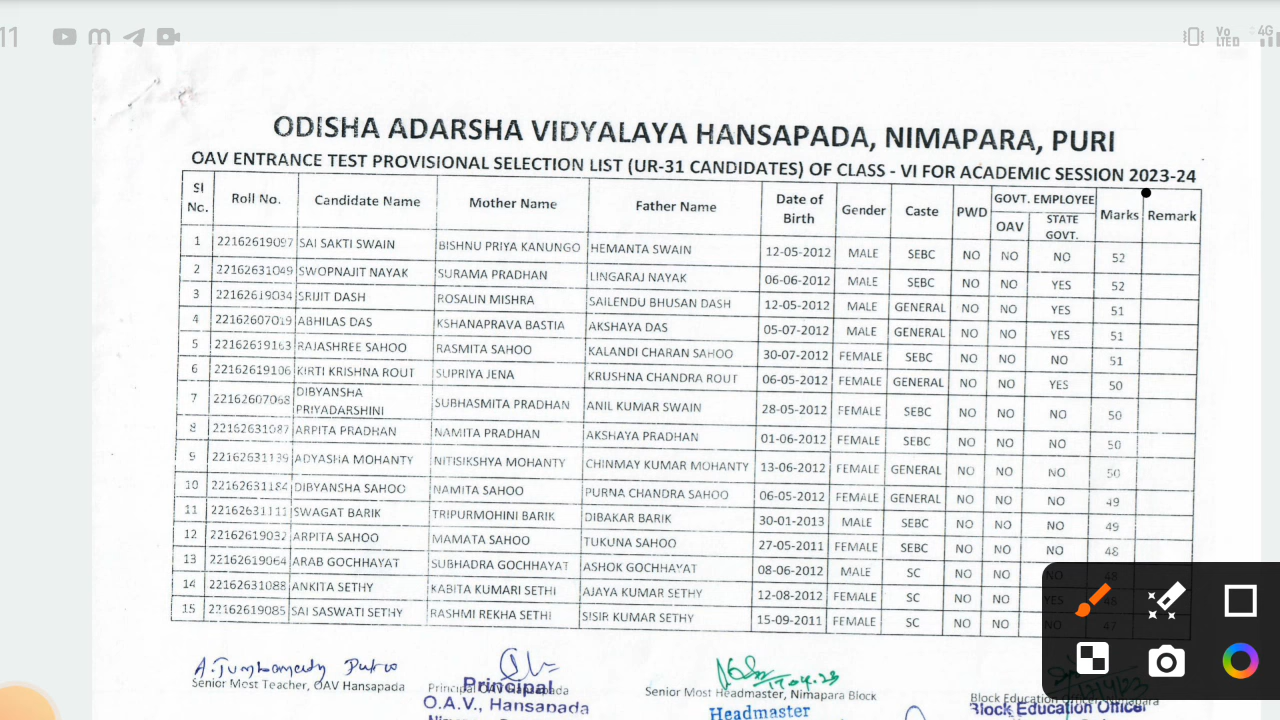 11
Vo
LTED
4G
ODISHA ADARSHA VIDYALAYA HANSAPADA, NIMAPARA, PURI
OAV ENTRANCE TEST PROVISIONAL SELECTION LIST (UR-31 CANDIDATES) OF CLASS - VI FOR ACADEMIC SESSION 2023-24
Sl No. Roll No. Candidate Name Mother Name Father Name Date of Birth Gender Caste PWD GOVT. EMPLOYEE OAV STATE GOVT. Marks Remark
1 22162619097 SAI SAKTI SWAIN BISHNU PRIYA KANUNGO HEMANTA SWAIN 12-05-2012 MALE SEBC NO NO NO 52
2 22162631049 SWOPNAJIT NAYAK SURAMA PRADHAN LINGARAJ NAYAK 06-06-2012 MALE SEBC NO NO YES 52
3 22162619034 SRIJIT DASH ROSALIN MISHRA SAILENDU BHUSAN DASH 12-05-2012 MALE GENERAL NO NO YES 51
4 22162607019 ABHILAS DAS KSHANAPRAVA BASTIA AKSHAYA DAS 05-07-2012 MALE GENERAL NO NO YES 51
5 22162619163 RAJASHREE SAHOO RASMITA SAHOO KALANDI CHARAN SAHOO 30-07-2012 FEMALE SEBC NO NO NO 51
6 22162619106 KIRTI KRISHNA ROUT SUPRIYA JENA KRUSHNA CHANDRA ROUT 06-05-2012 FEMALE GENERAL NO NO YES 50
7 22162607068 DIBYANSHA PRIYADARSHINI SUBHASMITA PRADHAN ANIL KUMAR SWAIN 28-05-2012 FEMALE SEBC NO NO NO 50
8 22162631087 ARPITA PRADHAN NAMITA PRADHAN AKSHAYA PRADHAN 01-06-2012 FEMALE SEBC NO NO NO 50
9 22162631139 ADYASHA MOHANTY NITISIKSHYA MOHANTY CHINMAY KUMAR MOHANTY 13-06-2012 FEMALE GENERAL NO NO NO 50
10 22162631184 DIBYANSHA SAHOO NAMITA SAHOO PURNA CHANDRA SAHOO 06-05-2012 FEMALE GENERAL NO NO NO 49
11 22162631111 SWAGAT BARIK TRIPURMOHINI BARIK DIBAKAR BARIK 30-01-2013 MALE SEBC NO NO NO 49
12 22162619032 ARPITA SAHOO MAMATA SAHOO TUKUNA SAHOO 27-05-2011 FEMALE SEBC NO NO NO 48
13 22162619064 ARAB GOCHHAYAT SUBHADRA GOCHHAYAT ASHOK GOCHHAYAT 08-06-2012 MALE SC NO NO NO 48
14 22162631088 ANKITA SETHY KABITA KUMARI SETHI AJAYA KUMAR SETHY 12-08-2012 FEMALE SC NO NO YES 48
15 22162619085 SAI SASWATI SETHY RASHMI REKHA SETHI SISIR KUMAR SETHY 15-09-2011 FEMALE SC NO NO NO 47
Senior Most Teacher, OAV Hansapada
Principal OAV Hansapada
Principal
O.A.V., Hansapada
Senior Most Headmaster, Nimapara Block
Headmaster
Block Education Officer, Nimapara
Block Education Officer